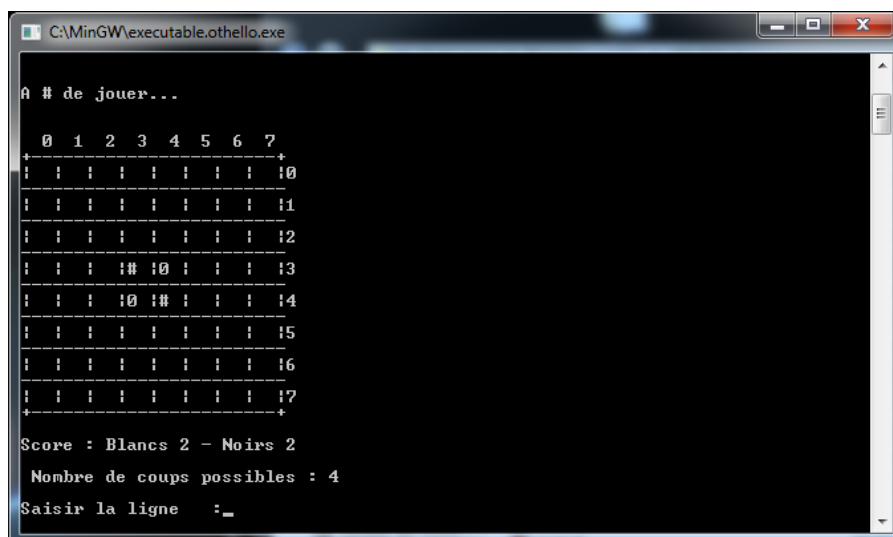 C:\MinGW\executable.othello.exe
A # de jouer...
0 1 2 3 4 5 6 7
+------------------------+
¦ ¦ ¦ ¦ ¦ ¦ ¦ ¦ ¦0
¦ ¦ ¦ ¦ ¦ ¦ ¦ ¦ ¦1
¦ ¦ ¦ ¦ ¦ ¦ ¦ ¦ ¦2
¦ ¦ ¦ ¦# ¦0 ¦ ¦ ¦ ¦3
¦ ¦ ¦ ¦0 ¦# ¦ ¦ ¦ ¦4
¦ ¦ ¦ ¦ ¦ ¦ ¦ ¦ ¦5
¦ ¦ ¦ ¦ ¦ ¦ ¦ ¦ ¦6
¦ ¦ ¦ ¦ ¦ ¦ ¦ ¦ ¦7
+------------------------+
Score : Blancs 2 - Noirs 2
Nombre de coups possibles : 4
Saisir la ligne :_